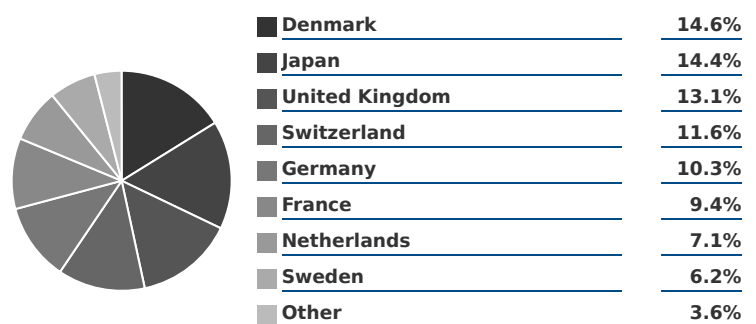 Denmark 14.6%
Japan 14.4%
United Kingdom 13.1%
Switzerland 11.6%
Germany 10.3%
France 9.4%
Netherlands 7.1%
Sweden 6.2%
Other 3.6%